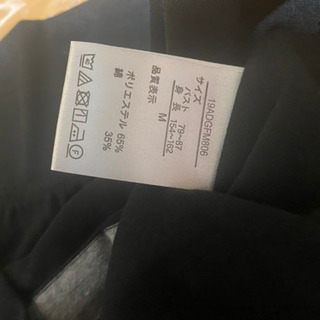 19ADGFM806
サイズ M
バスト 79~87
身長 154~162
品質表示
ポリエステル 65%
綿 35%
F